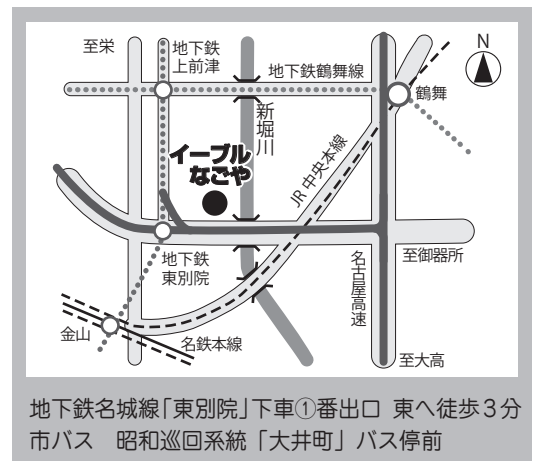 至栄
地下鉄
上前津
地下鉄鶴舞線
N
鶴舞
新堀川
イーブル
なごや
JR中央本線
地下鉄
東別院
名古屋高速
至御器所
金山
名鉄本線
至大高
地下鉄名城線「東別院」下車①番出口 東へ徒歩3分
市バス 昭和巡回系統「大井町」バス停前